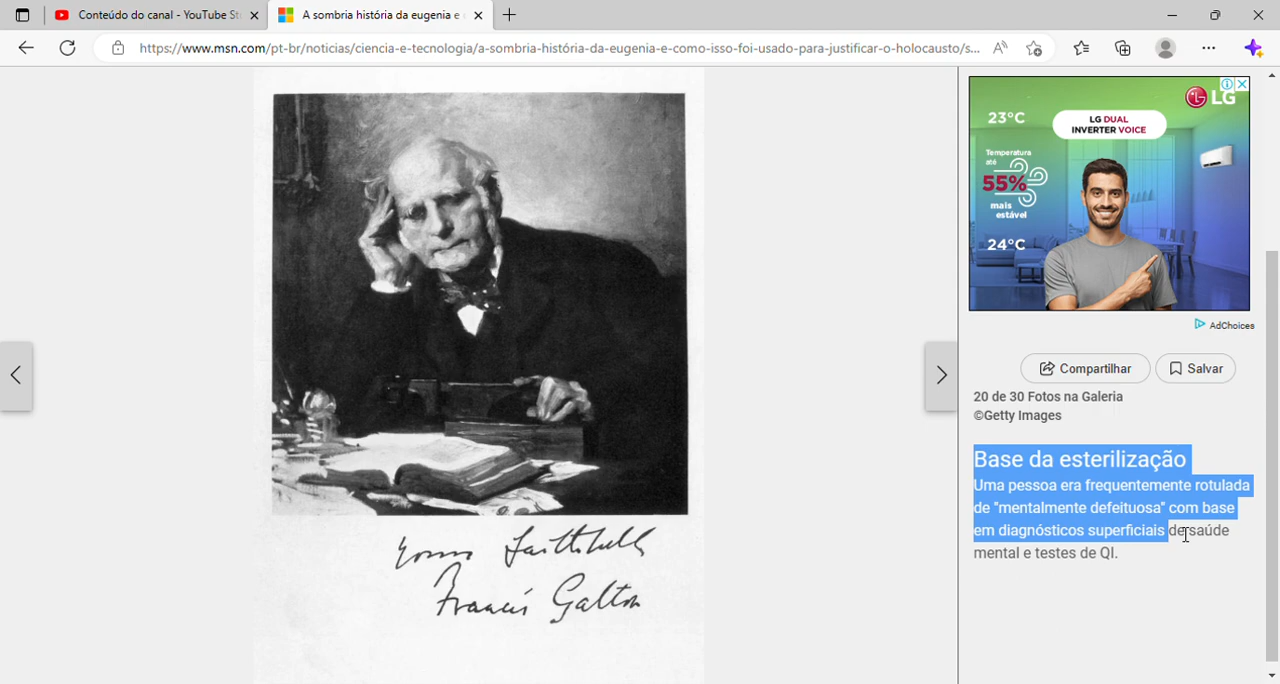 Conteúdo do canal - YouTube St
A sombria história da eugenia e
https://www.msn.com/pt-br/noticias/ciencia-e-tecnologia/a-sombria-história-da-eugenia-e-como-isso-foi-usado-para-justificar-o-holocausto/s...
LG
23°C
LG DUAL
INVERTER VOICE
Temperatura
até
55%
mais
estável
24°C
AdChoices
Compartilhar
Salvar
20 de 30 Fotos na Galeria
©Getty Images
Base da esterilização
Uma pessoa era frequentemente rotulada
de "mentalmente defeituosa" com base
em diagnósticos superficiais de saúde
mental e testes de QI.
Yours faithfully
Francis Galton